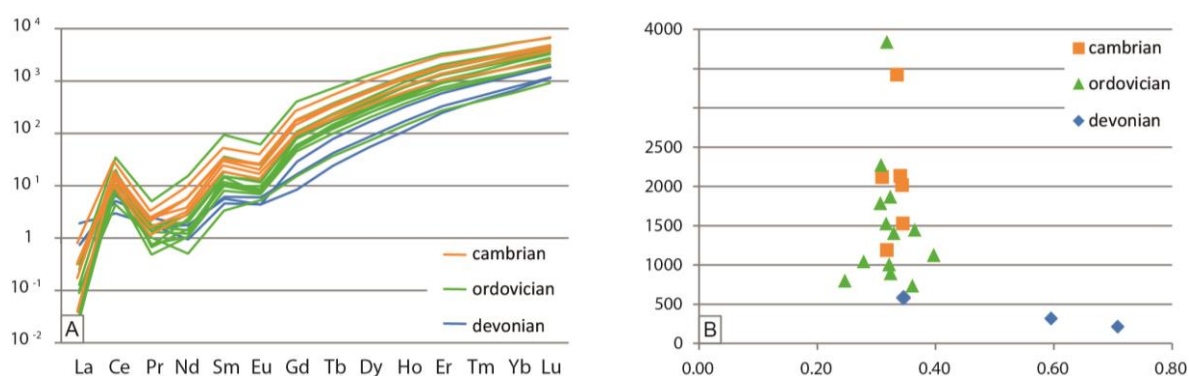 10 4
10 3
10 2
10 1
1
10 -1
10 -2
A
La Ce Pr Nd Sm Eu Gd Tb Dy Ho Er Tm Yb Lu
cambrian
ordovician
devonian
4000
2500
2000
1500
1000
500
0
B
0.00 0.20 0.40 0.60 0.80
cambrian
ordovician
devonian